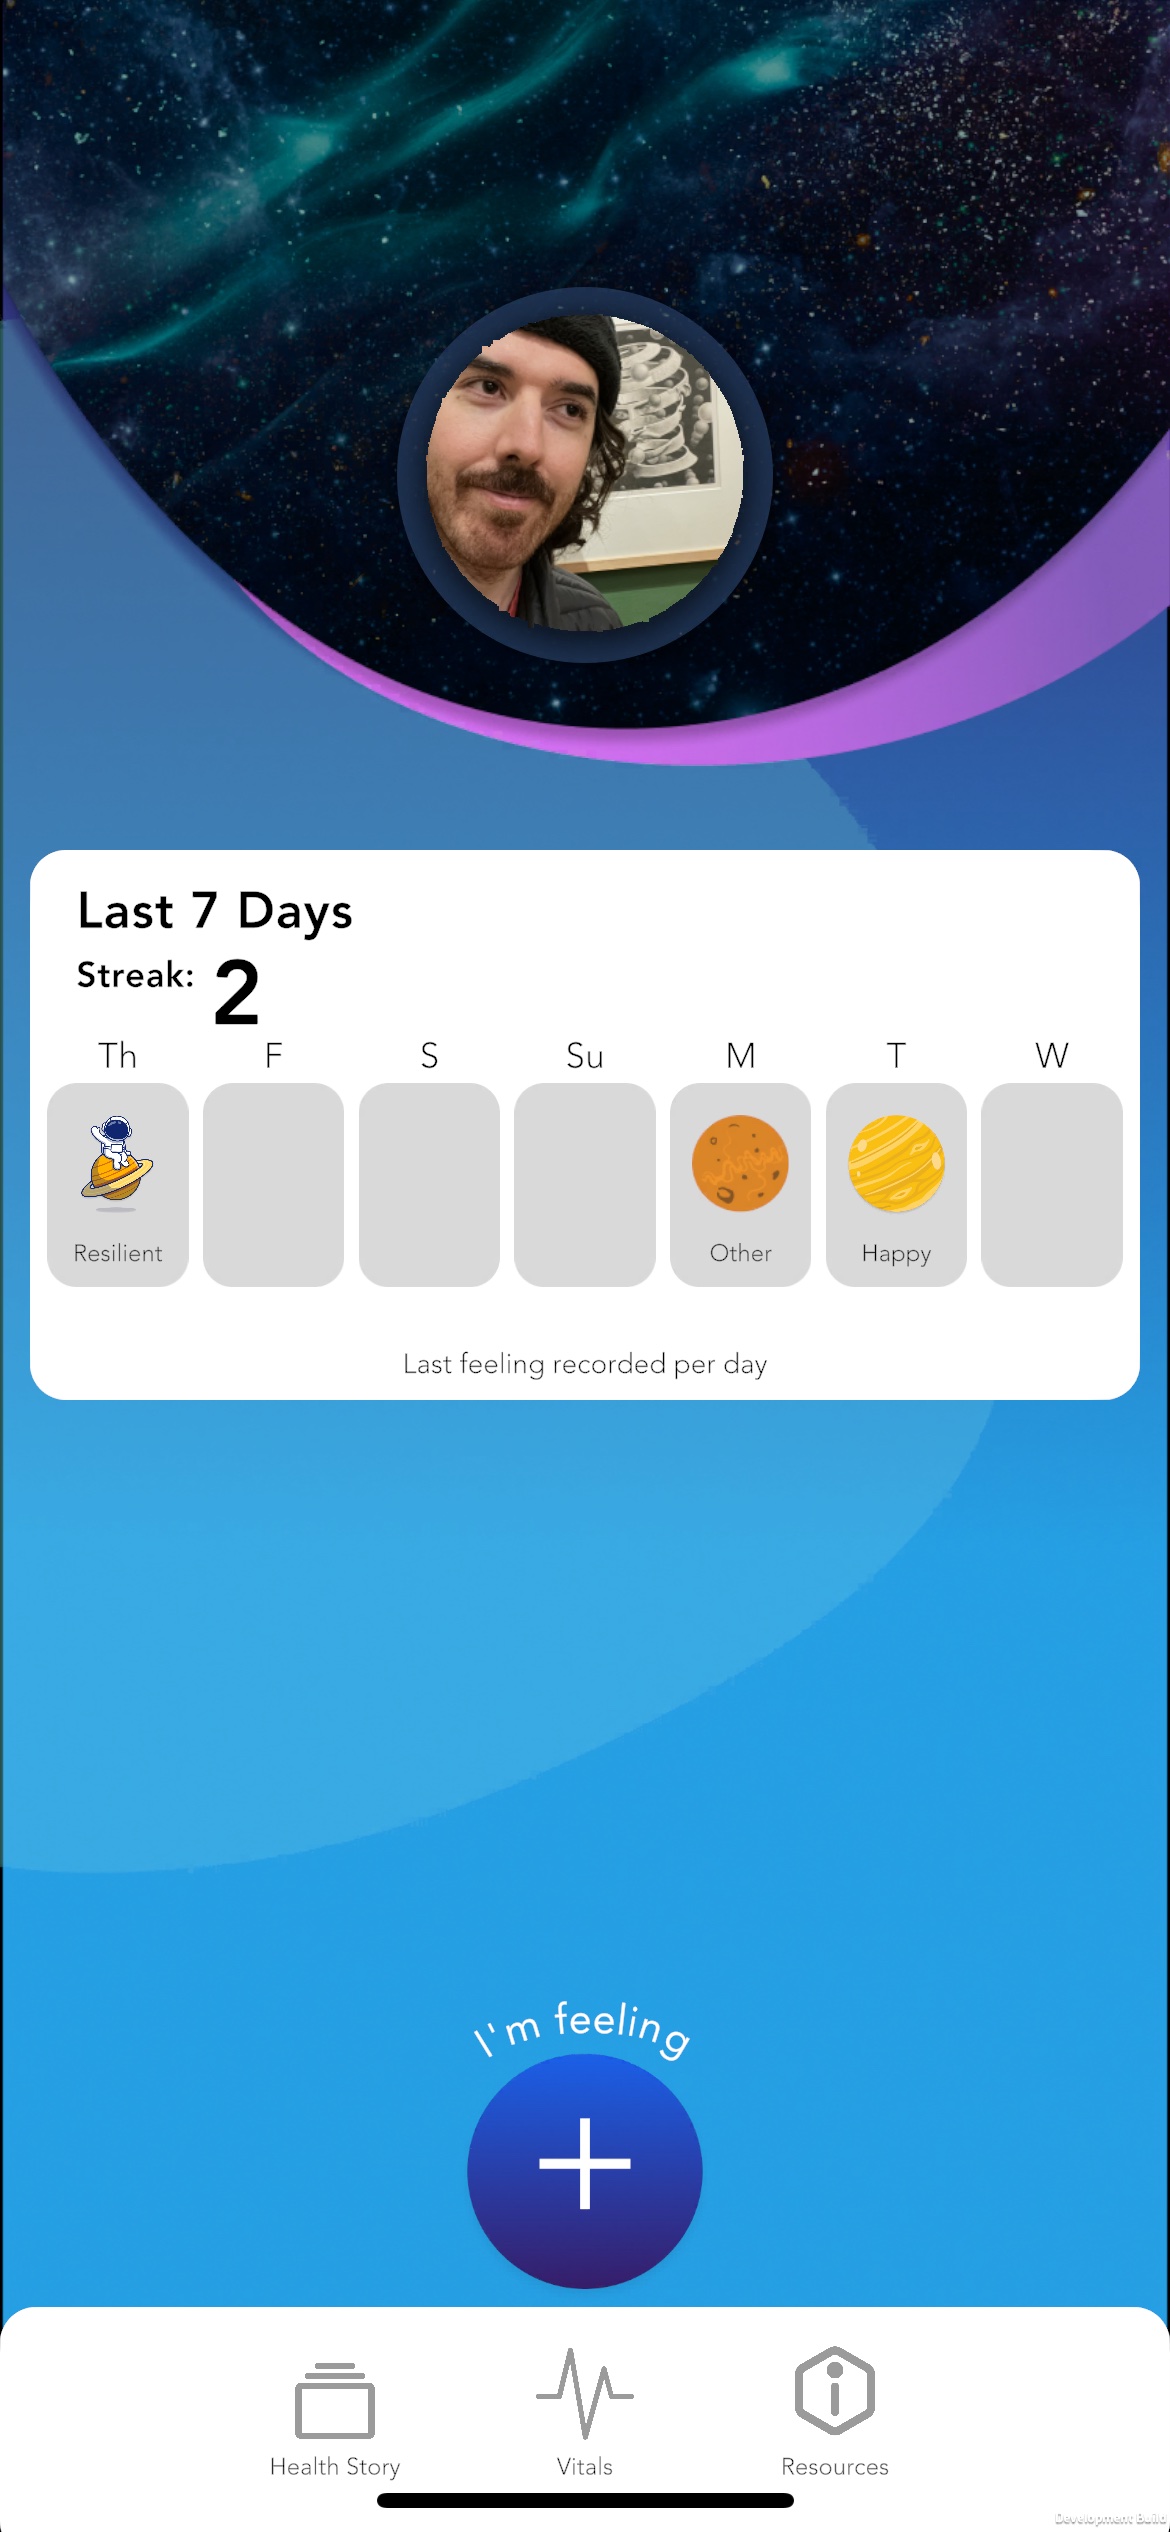 Last 7 Days
Streak: 2
Th F S Su M T W
Resilient Other Happy
Last feeling recorded per day
I'm feeling
Health Story Vitals Resources
Development Build